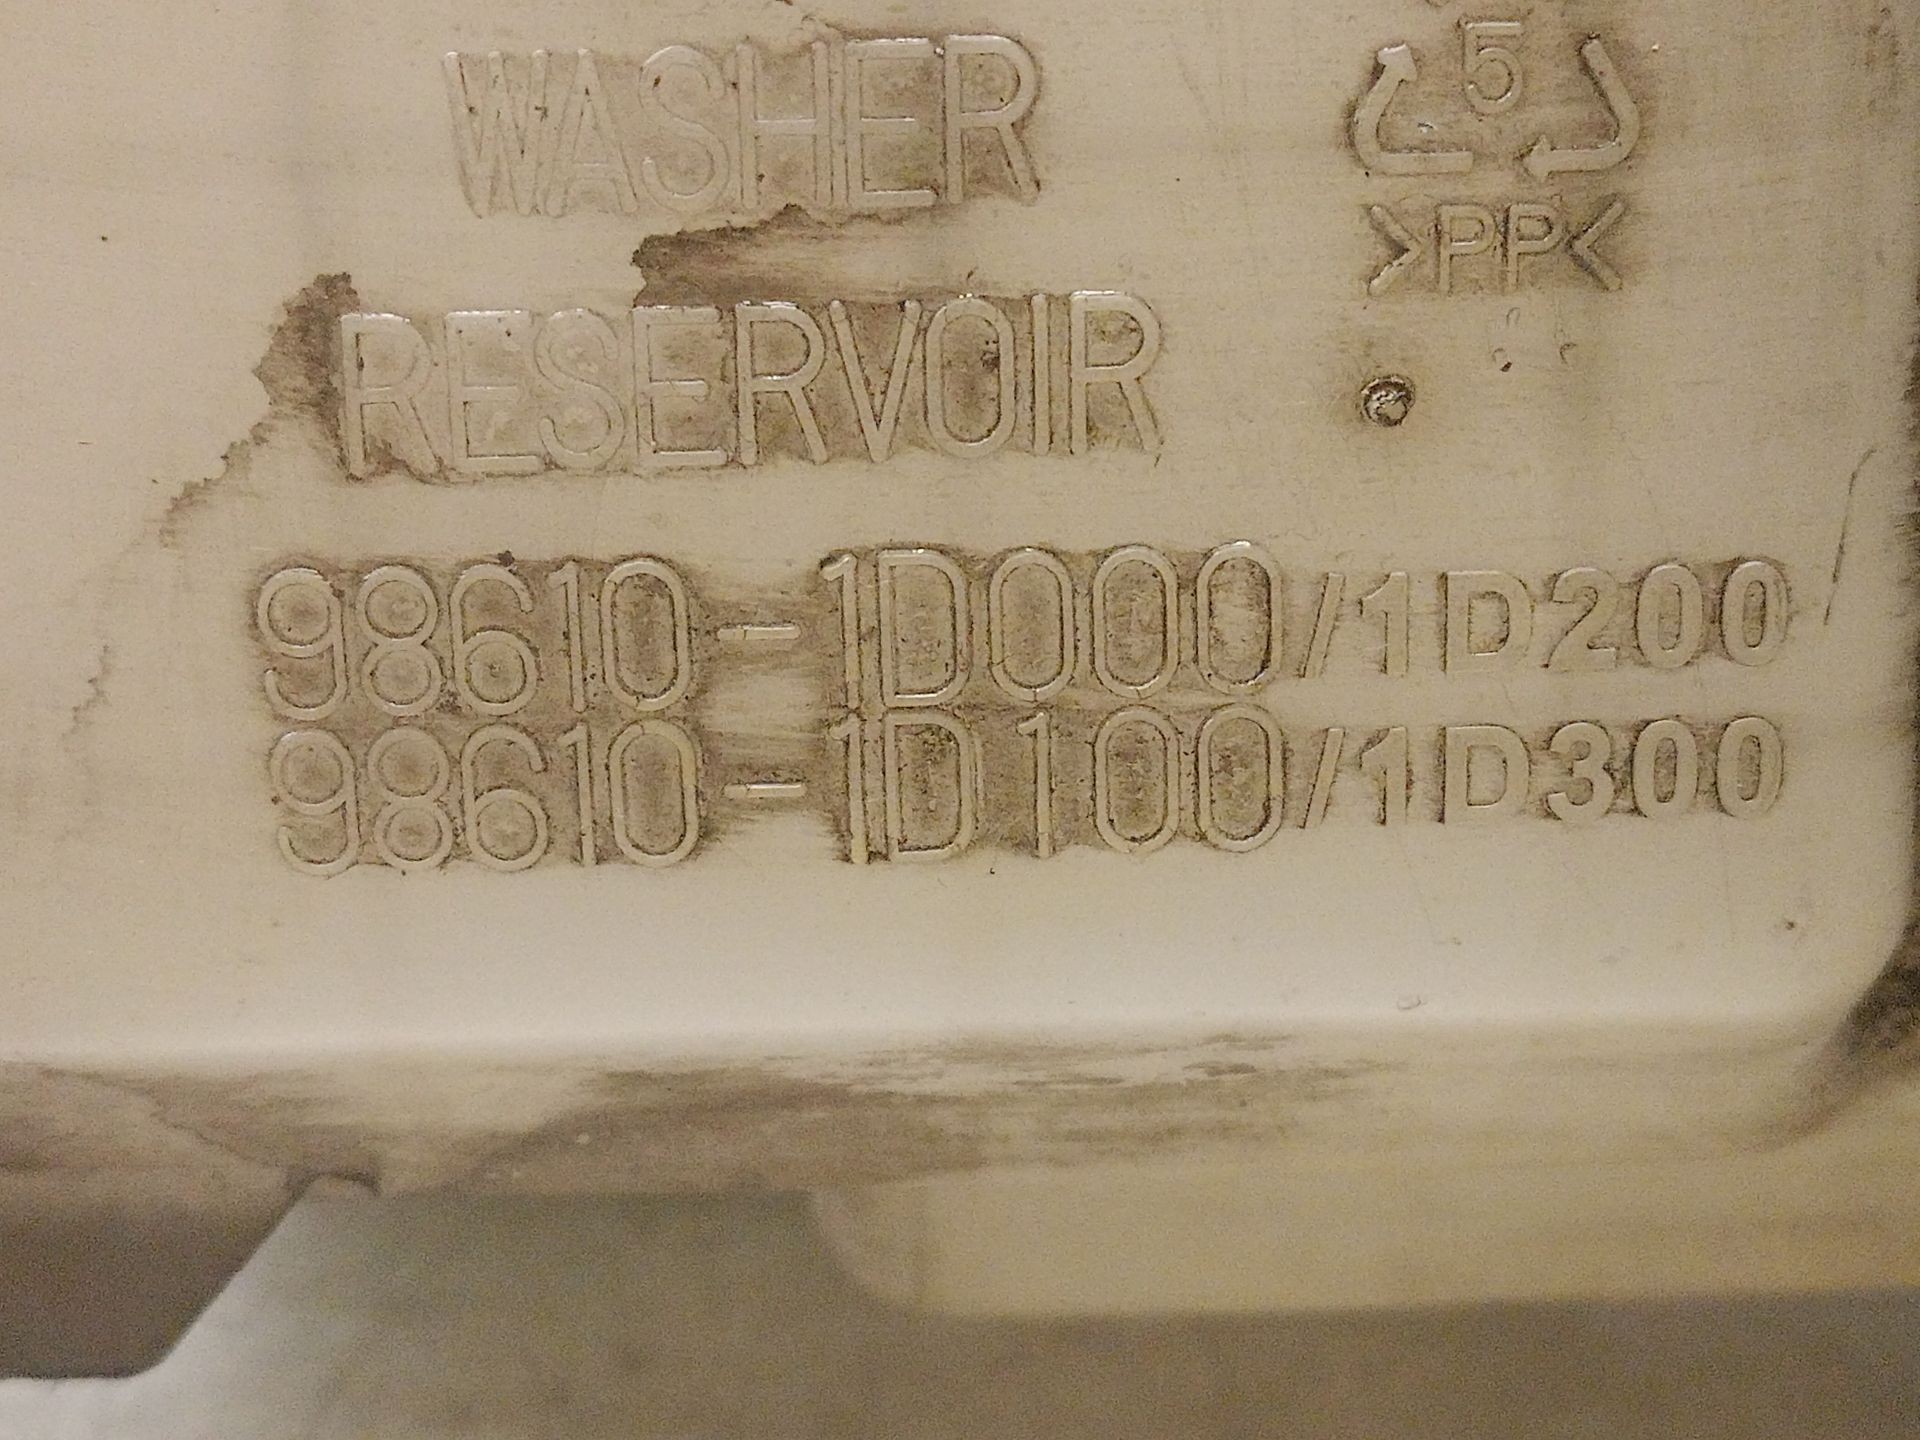 WASHER
RESERVOIR
5
>PP<
98610-1D000/1D200
98610-1D100/1D300